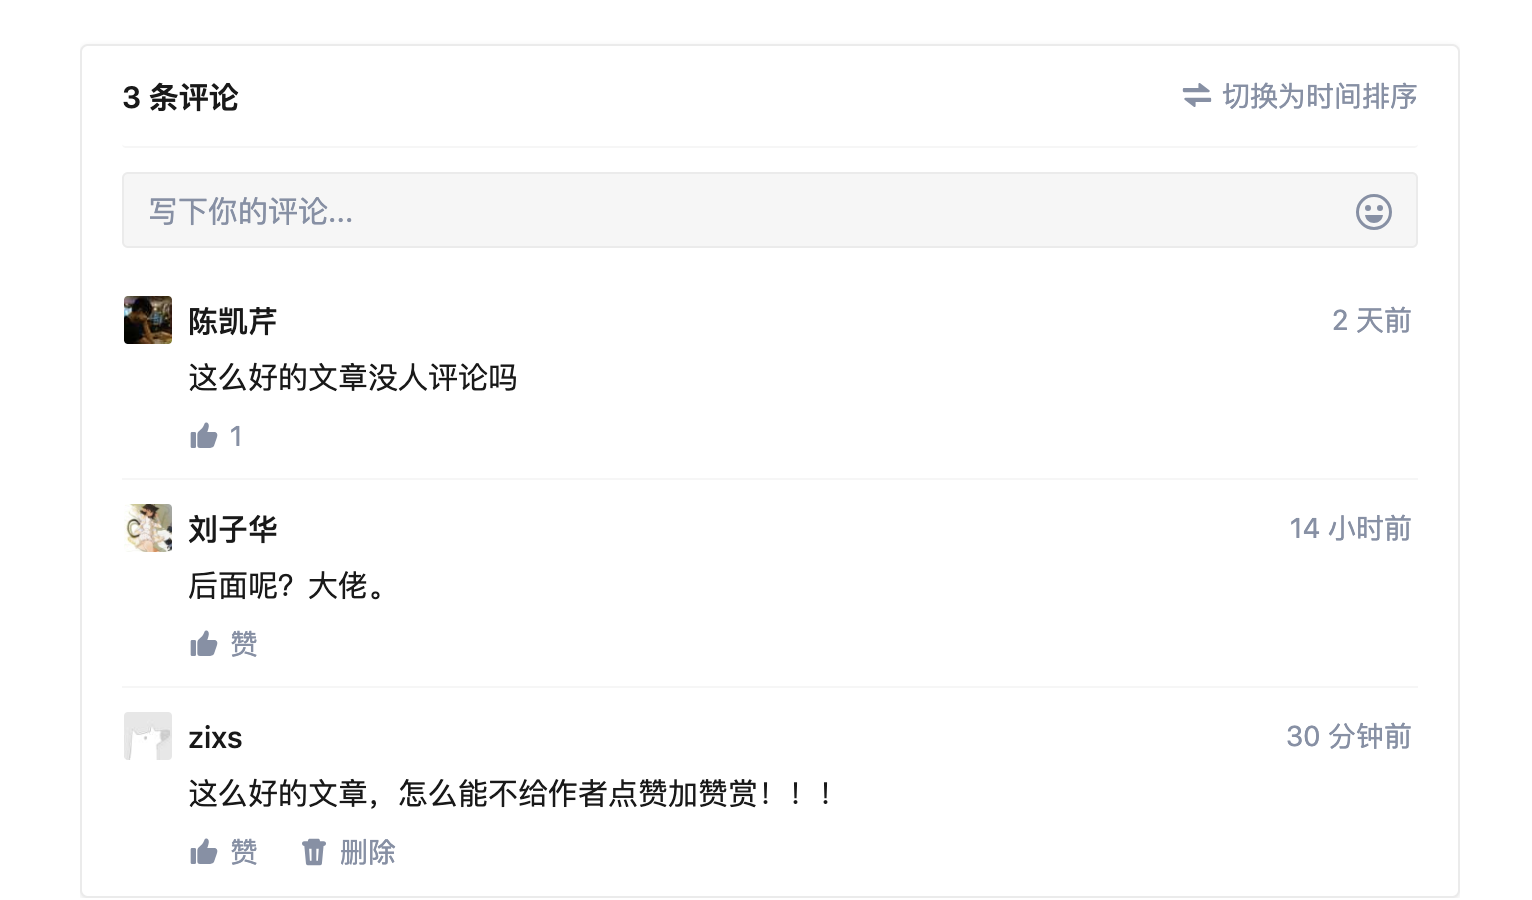 3 条评论
切换为时间排序
写下你的评论...
陈凯芹
2 天前
这么好的文章没人评论吗
1
刘子华
14 小时前
后面呢？大佬。
赞
zixs
30 分钟前
这么好的文章，怎么能不给作者点赞加赞赏！！！
赞 删除